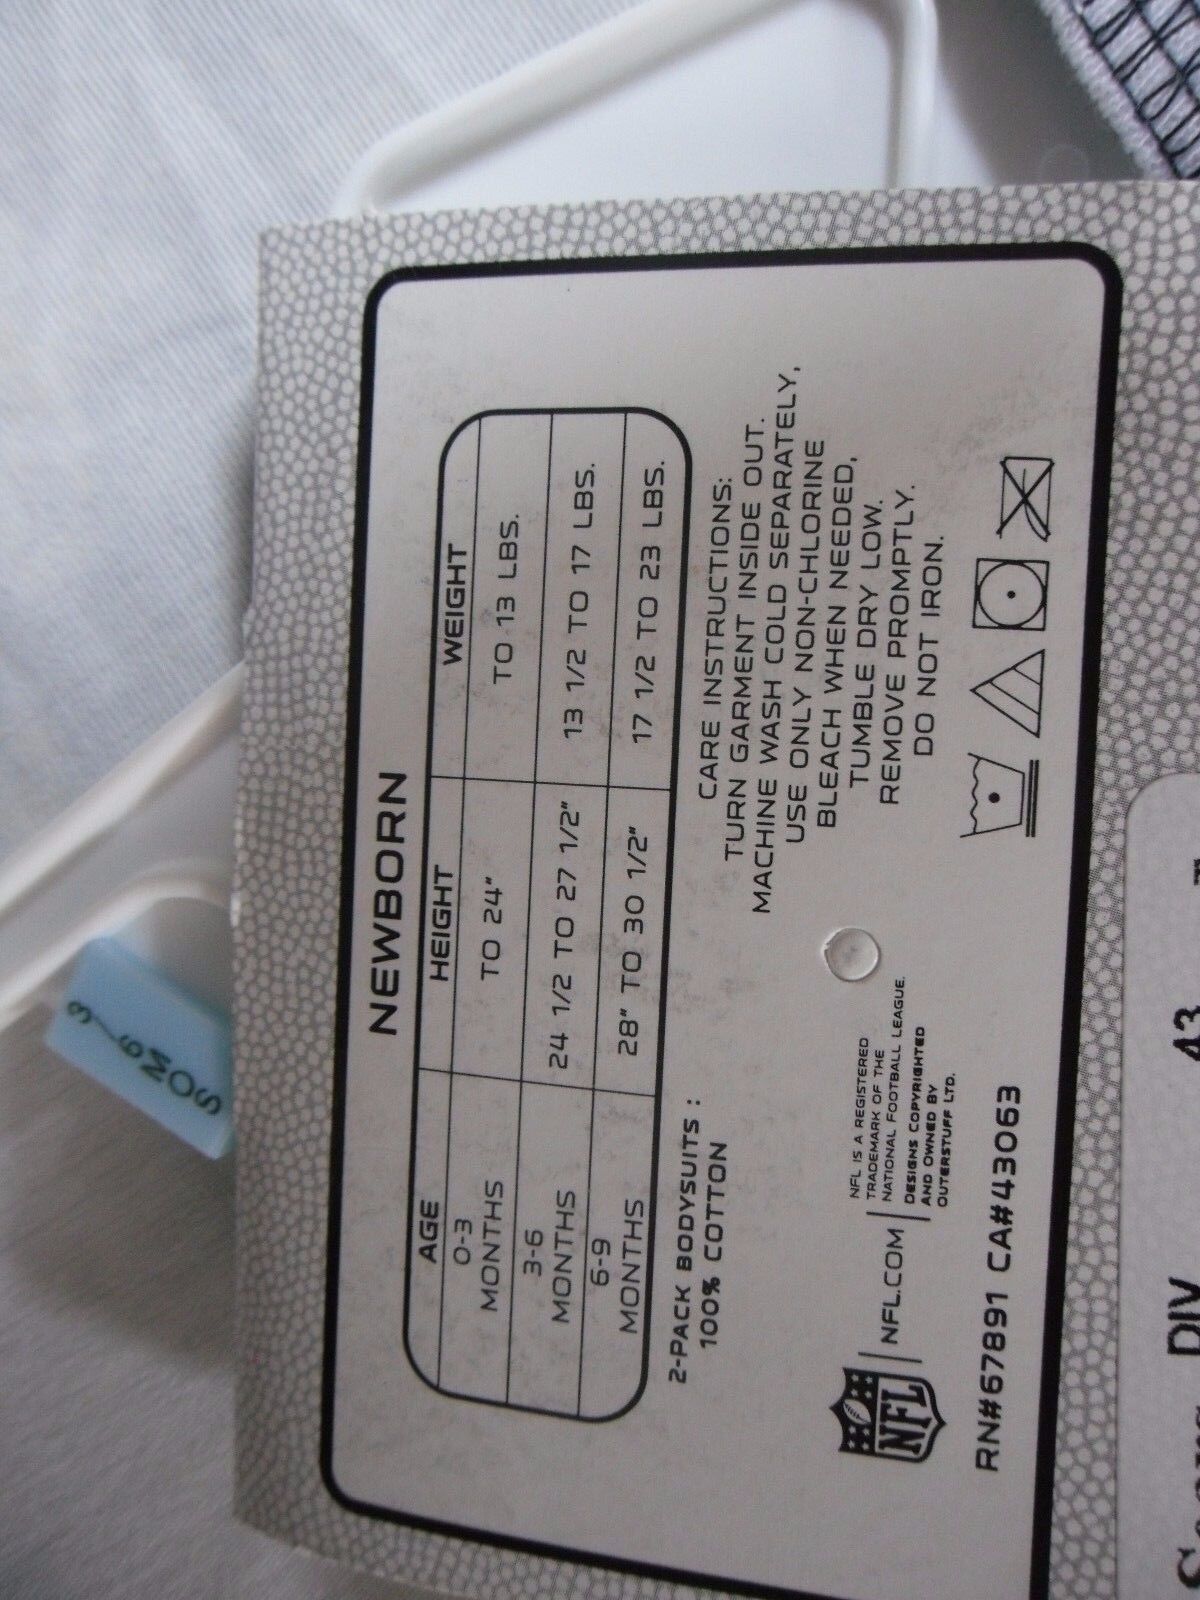 NEWBORN
AGE HEIGHT WEIGHT
0-3 MONTHS TO 24" TO 13 LBS.
3-6 MONTHS 24 1/2 TO 27 1/2" 13 1/2 TO 17 LBS.
6-9 MONTHS 28" TO 30 1/2" 17 1/2 TO 23 LBS.
2-PACK BODYSUITS :
100% COTTON
CARE INSTRUCTIONS:
TURN GARMENT INSIDE OUT.
MACHINE WASH COLD SEPARATELY,
USE ONLY NON-CHLORINE
BLEACH WHEN NEEDED,
TUMBLE DRY LOW.
REMOVE PROMPTLY.
DO NOT IRON.
NFL
NFL.COM
NFL IS A REGISTERED
TRADEMARK OF THE
NATIONAL FOOTBALL LEAGUE.
DESIGNS COPYRIGHTED
AND OWNED BY
OUTERSTUFF LTD.
RN#67891 CA#43063
3/6
MOS
DIV 43